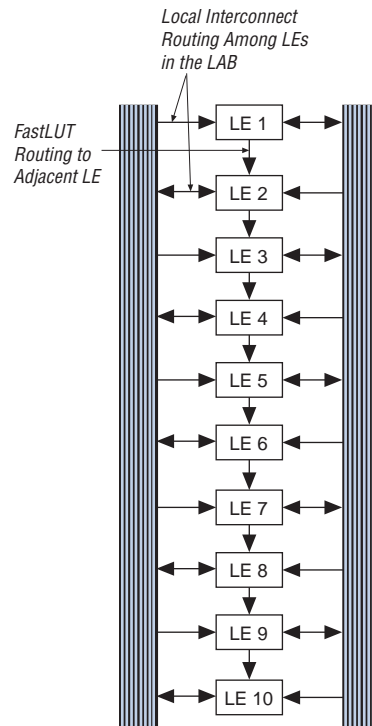 Local Interconnect
Routing Among LEs
in the LAB
FastLUT
Routing to
Adjacent LE
LE 1
LE 2
LE 3
LE 4
LE 5
LE 6
LE 7
LE 8
LE 9
LE 10